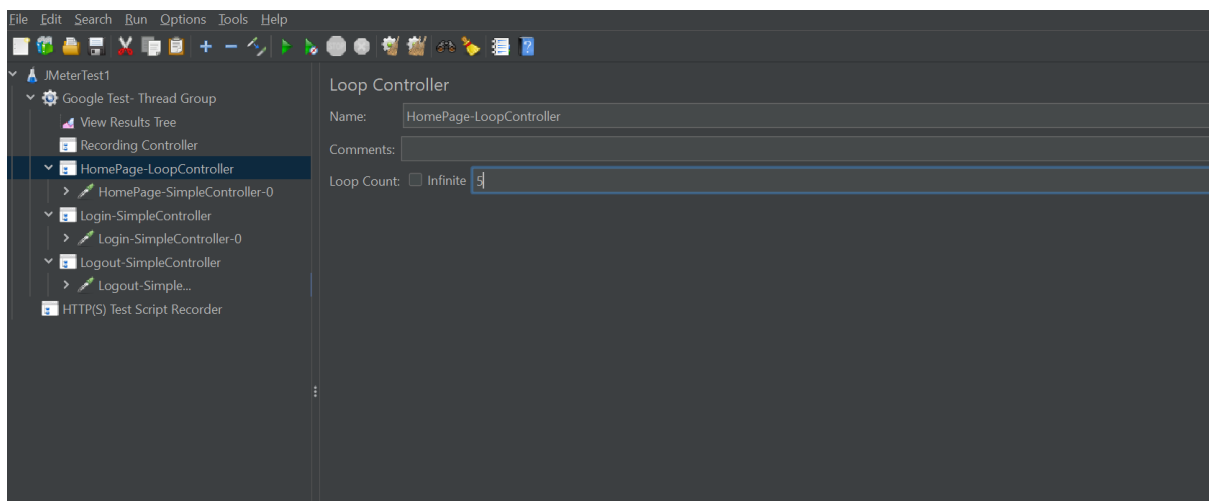 File Edit Search Run Options Tools Help
JMeterTest1
Google Test- Thread Group
View Results Tree
Recording Controller
HomePage-LoopController
HomePage-SimpleController-0
Login-SimpleController
Login-SimpleController-0
Logout-SimpleController
Logout-Simple...
HTTP(S) Test Script Recorder
Loop Controller
Name: HomePage-LoopController
Comments:
Loop Count: Infinite 5